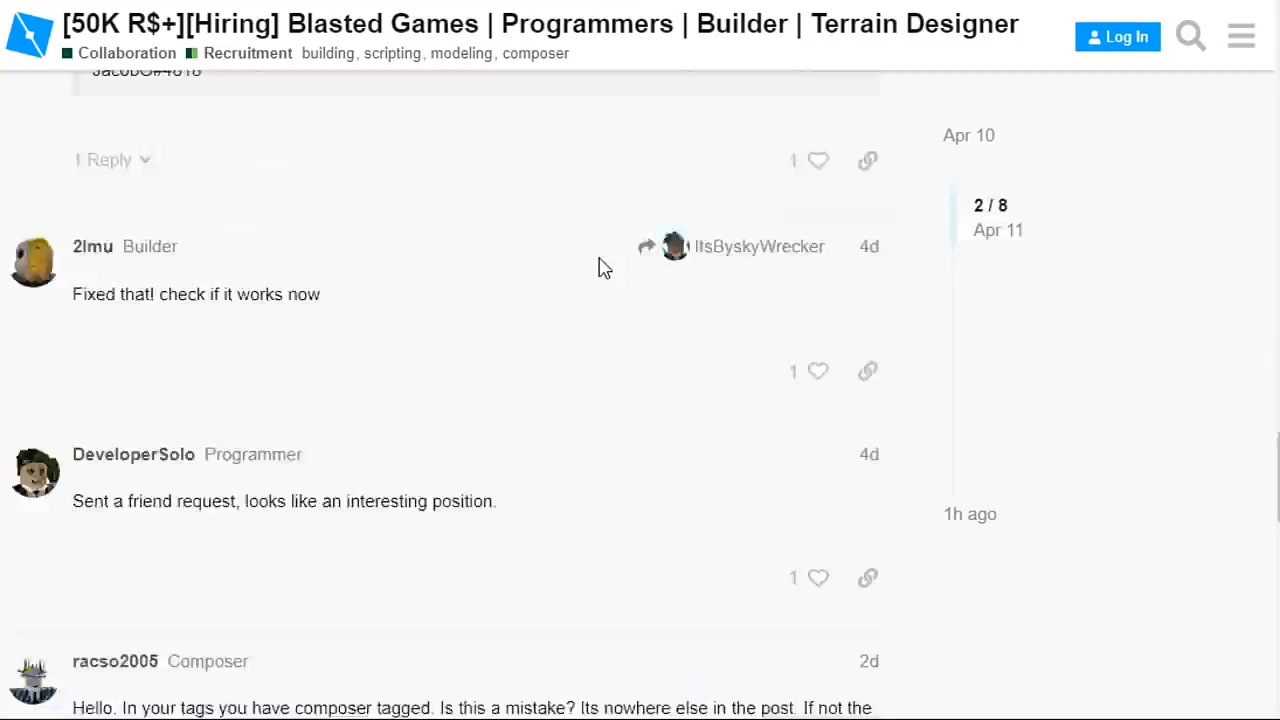 [50K R$+][Hiring] Blasted Games | Programmers | Builder | Terrain Designer
Collaboration Recruitment building, scripting, modeling, composer
Log In
JacobG#4818
Apr 10
1 Reply
1
2 / 8
Apr 11
2lmu Builder
ItsByskyWrecker 4d
Fixed that! check if it works now
1
DeveloperSolo Programmer
4d
Sent a friend request, looks like an interesting position.
1h ago
1
racso2005 Composer
2d
Hello. In your tags you have composer tagged. Is this a mistake? Its nowhere else in the post. If not the